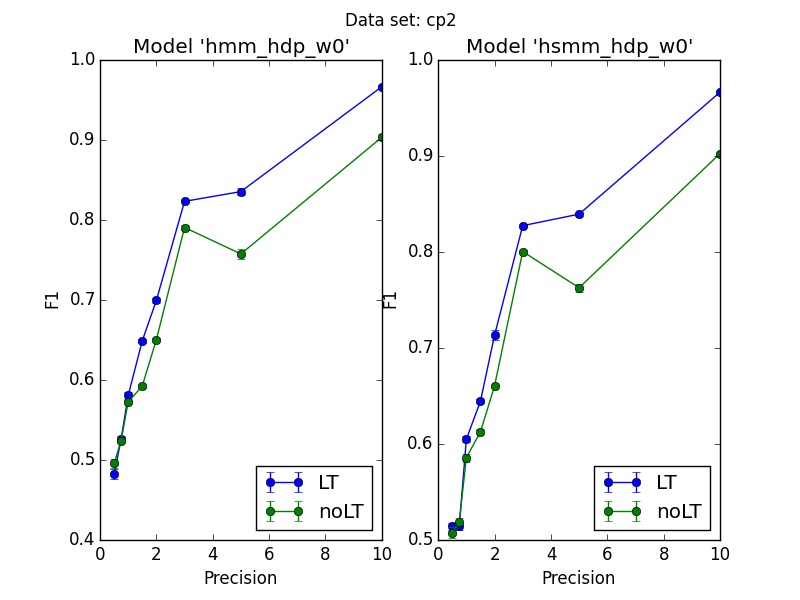 Data set: cp2
Model 'hmm_hdp_w0'
1.0
0.9
0.8
0.7
0.6
0.5
0.4
F1
0 2 4 6 8 10
Precision
LT
noLT
Model 'hsmm_hdp_w0'
1.0
0.9
0.8
0.7
0.6
0.5
F1
0 2 4 6 8 10
Precision
LT
noLT